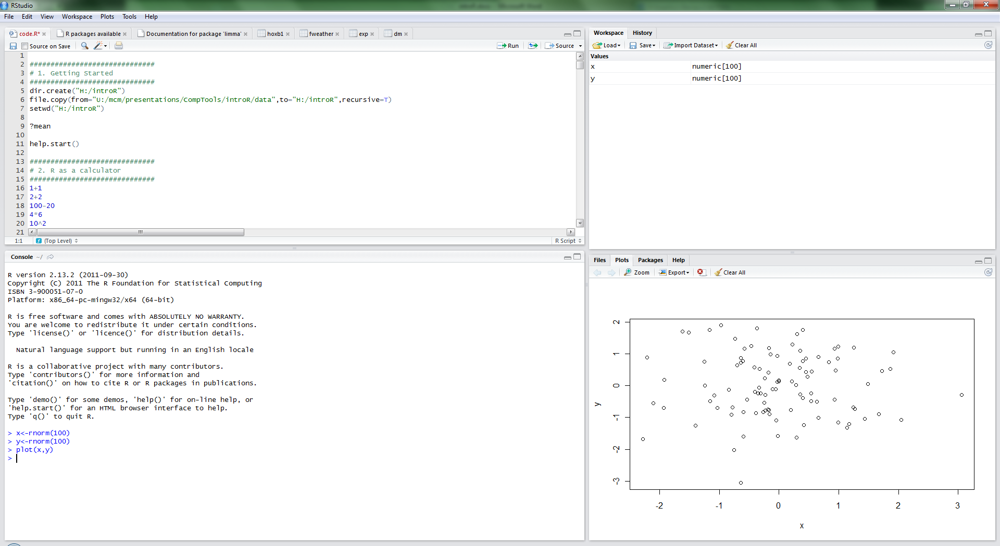 RStudio
File Edit View Workspace Plots Tools Help
code.R* R packages available Documentation for package 'limma' hoxb1 fweather exp dm
Source on Save Run Source
1
2 ##############################
3 # 1. Getting Started
4 ##############################
5 dir.create("H:/introR")
6 file.copy(from="U:/mcm/presentations/CompTools/introR/data",to="H:/introR",recursive=T)
7 setwd("H:/introR")
8
9 ?mean
10
11 help.start()
12
13 ##############################
14 # 2. R as a calculator
15 ##############################
16 1+1
17 2+2
18 100-20
19 4*6
20 10^2
21
1:1 (Top Level) R Script
Console ~/
R version 2.13.2 (2011-09-30)
Copyright (C) 2011 The R Foundation for Statistical Computing
ISBN 3-900051-07-0
Platform: x86_64-pc-mingw32/x64 (64-bit)
R is free software and comes with ABSOLUTELY NO WARRANTY.
You are welcome to redistribute it under certain conditions.
Type 'license()' or 'licence()' for distribution details.
Natural language support but running in an English locale
R is a collaborative project with many contributors.
Type 'contributors()' for more information and
'citation()' on how to cite R or R packages in publications.
Type 'demo()' for some demos, 'help()' for on-line help, or
'help.start()' for an HTML browser interface to help.
Type 'q()' to quit R.
> x<-rnorm(100)
> y<-rnorm(100)
> plot(x,y)
>
Workspace History
Load Save Import Dataset Clear All
Values
x numeric[100]
y numeric[100]
Files Plots Packages Help
Zoom Export Clear All
2
1
0
-1
-2
-3
y
-2 -1 0 1 2 3
x